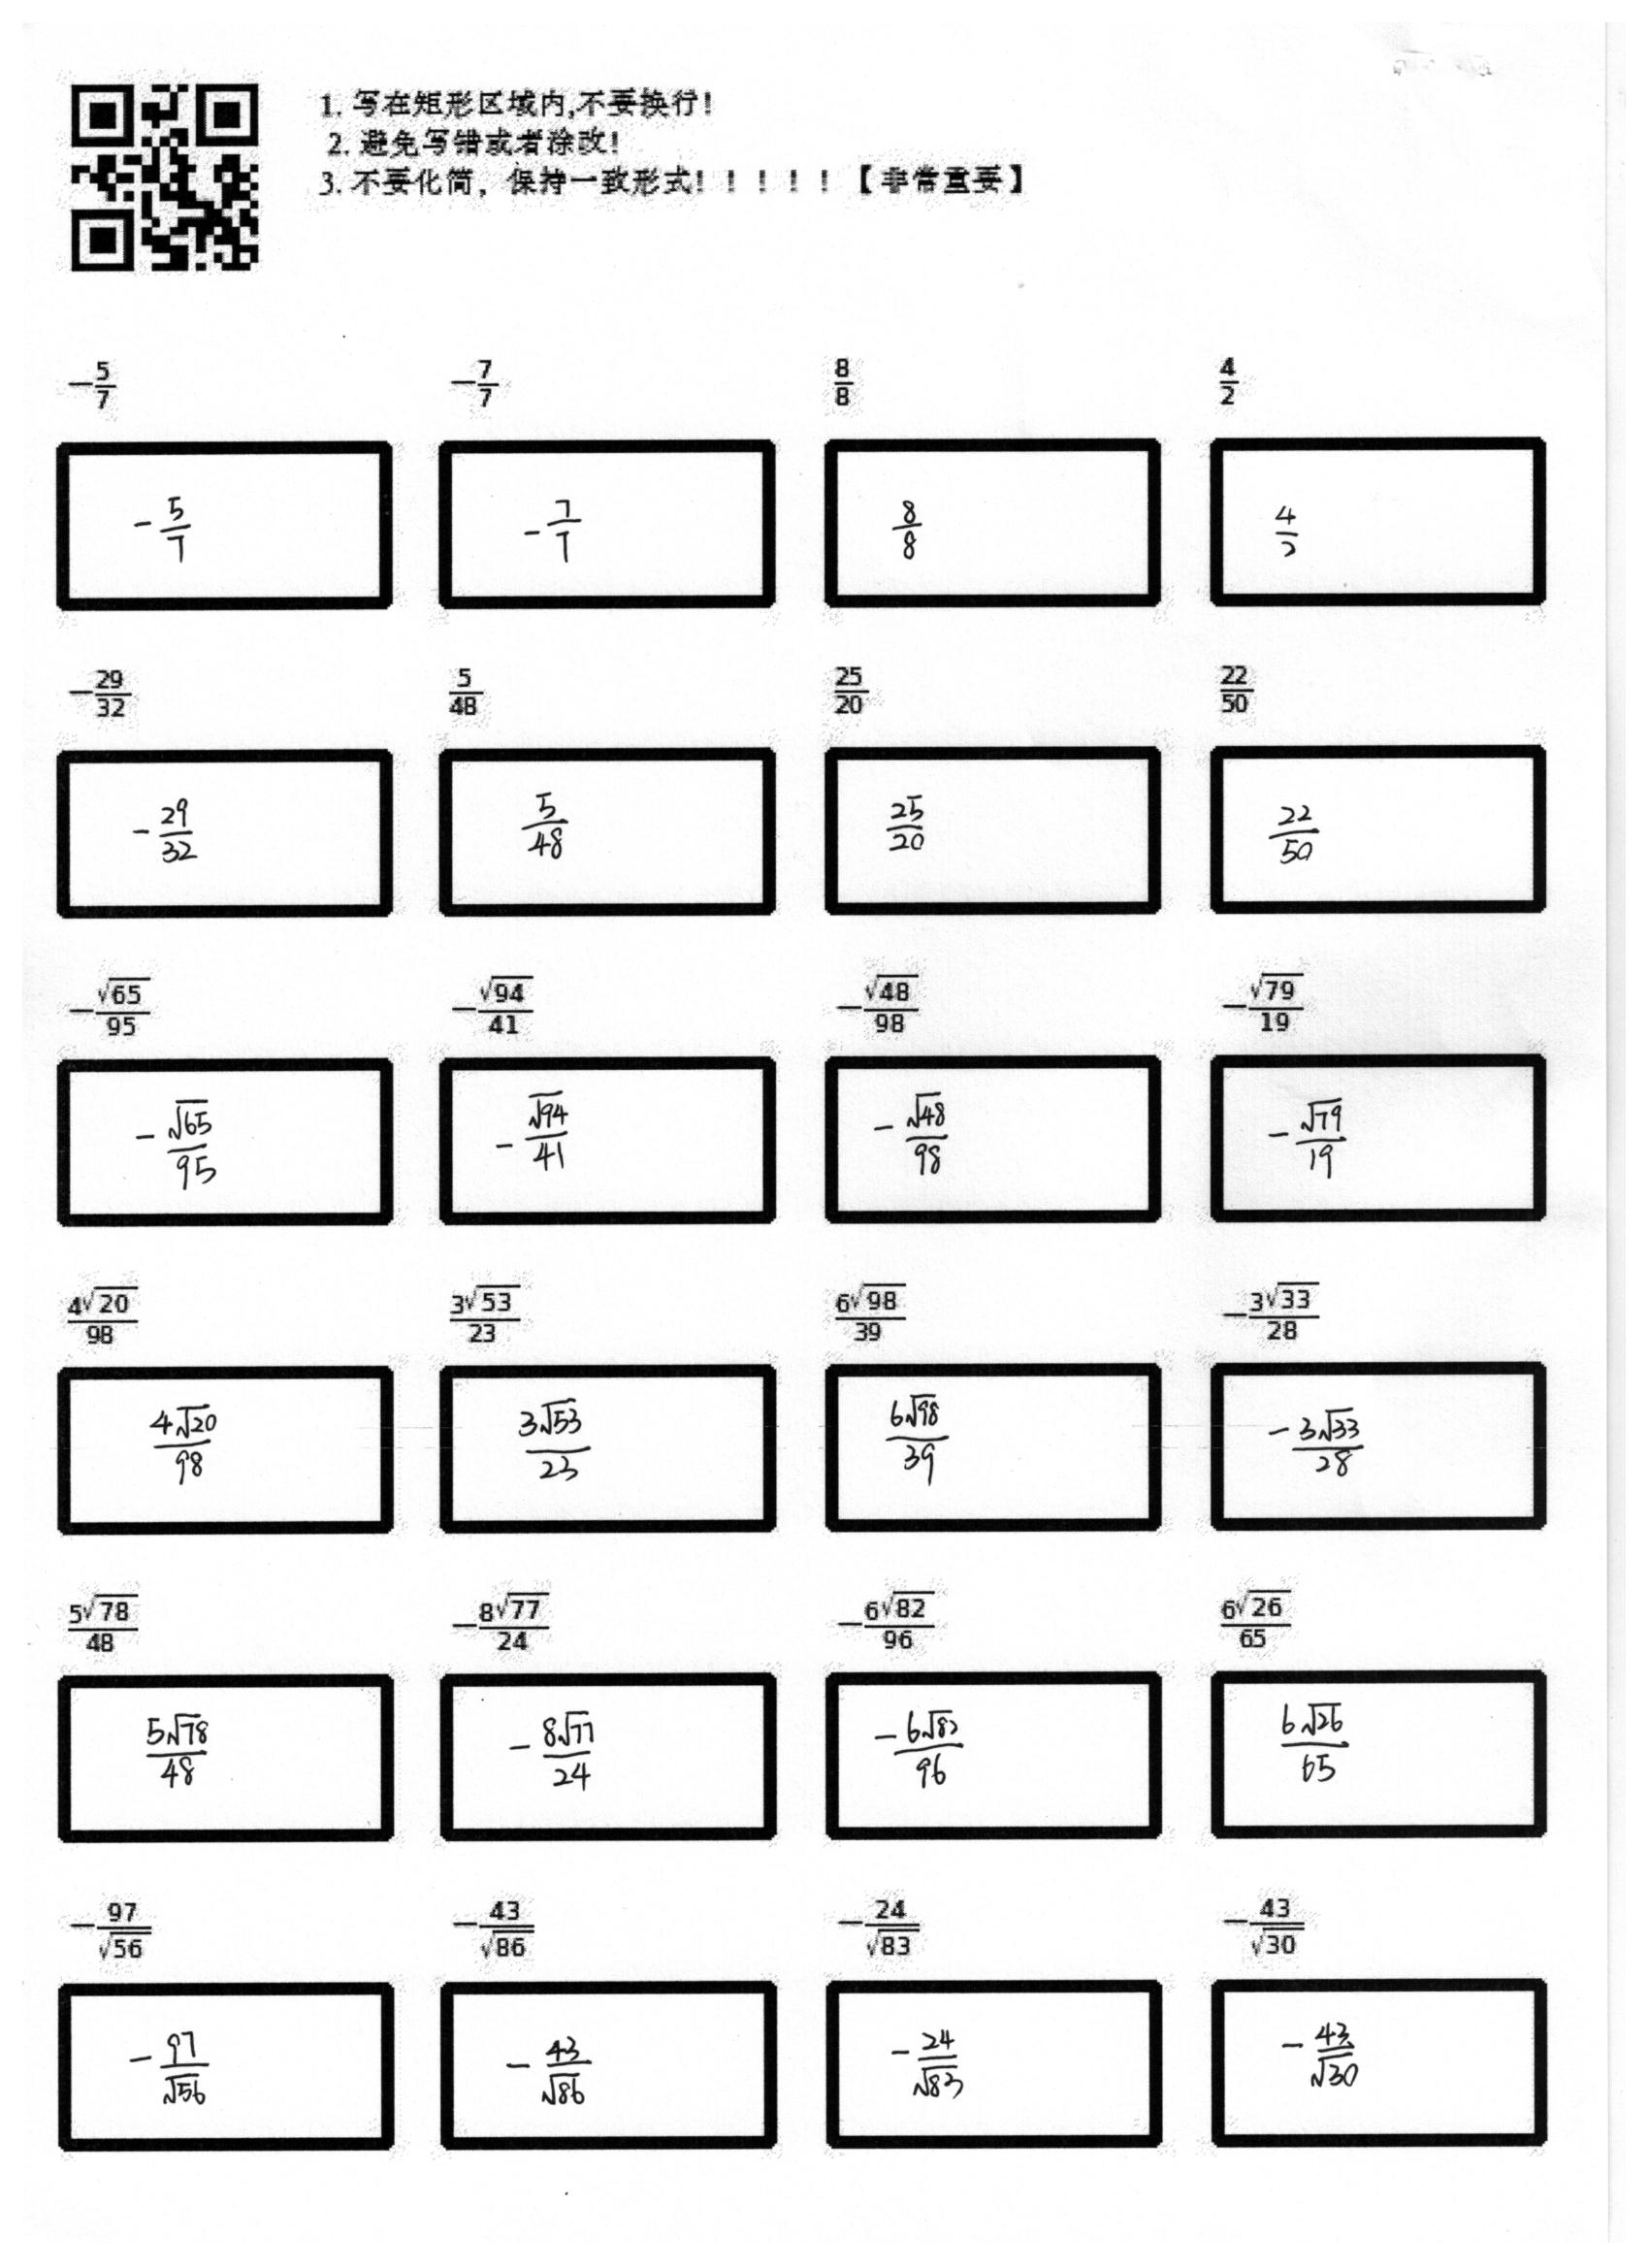 1. 写在矩形区域内,不要换行!
2. 避免写错或者涂改!
3. 不要化简，保持一致形式! ! ! ! ! 【非常重要】
$-\frac{5}{7}$ $-\frac{7}{7}$ $\frac{8}{8}$ $\frac{4}{2}$
$-\frac{5}{7}$ $-\frac{7}{7}$ $\frac{8}{8}$ $\frac{4}{2}$
$-\frac{29}{32}$ $\frac{5}{48}$ $\frac{25}{20}$ $\frac{22}{50}$
$-\frac{29}{32}$ $\frac{5}{48}$ $\frac{25}{20}$ $\frac{22}{50}$
$-\frac{\sqrt{65}}{95}$ $-\frac{\sqrt{94}}{41}$ $-\frac{\sqrt{48}}{98}$ $-\frac{\sqrt{79}}{19}$
$-\frac{\sqrt{65}}{95}$ $-\frac{\sqrt{94}}{41}$ $-\frac{\sqrt{48}}{98}$ $-\frac{\sqrt{79}}{19}$
$\frac{4\sqrt{20}}{98}$ $\frac{3\sqrt{53}}{23}$ $\frac{6\sqrt{98}}{39}$ $-\frac{3\sqrt{33}}{28}$
$\frac{4\sqrt{20}}{98}$ $\frac{3\sqrt{53}}{23}$ $\frac{6\sqrt{98}}{39}$ $-\frac{3\sqrt{33}}{28}$
$\frac{5\sqrt{78}}{48}$ $-\frac{8\sqrt{77}}{24}$ $-\frac{6\sqrt{82}}{96}$ $\frac{6\sqrt{26}}{65}$
$\frac{5\sqrt{78}}{48}$ $-\frac{8\sqrt{77}}{24}$ $-\frac{6\sqrt{82}}{96}$ $\frac{6\sqrt{26}}{65}$
$-\frac{97}{\sqrt{56}}$ $-\frac{43}{\sqrt{86}}$ $-\frac{24}{\sqrt{83}}$ $-\frac{43}{\sqrt{30}}$
$-\frac{97}{\sqrt{56}}$ $-\frac{43}{\sqrt{86}}$ $-\frac{24}{\sqrt{83}}$ $-\frac{43}{\sqrt{30}}$